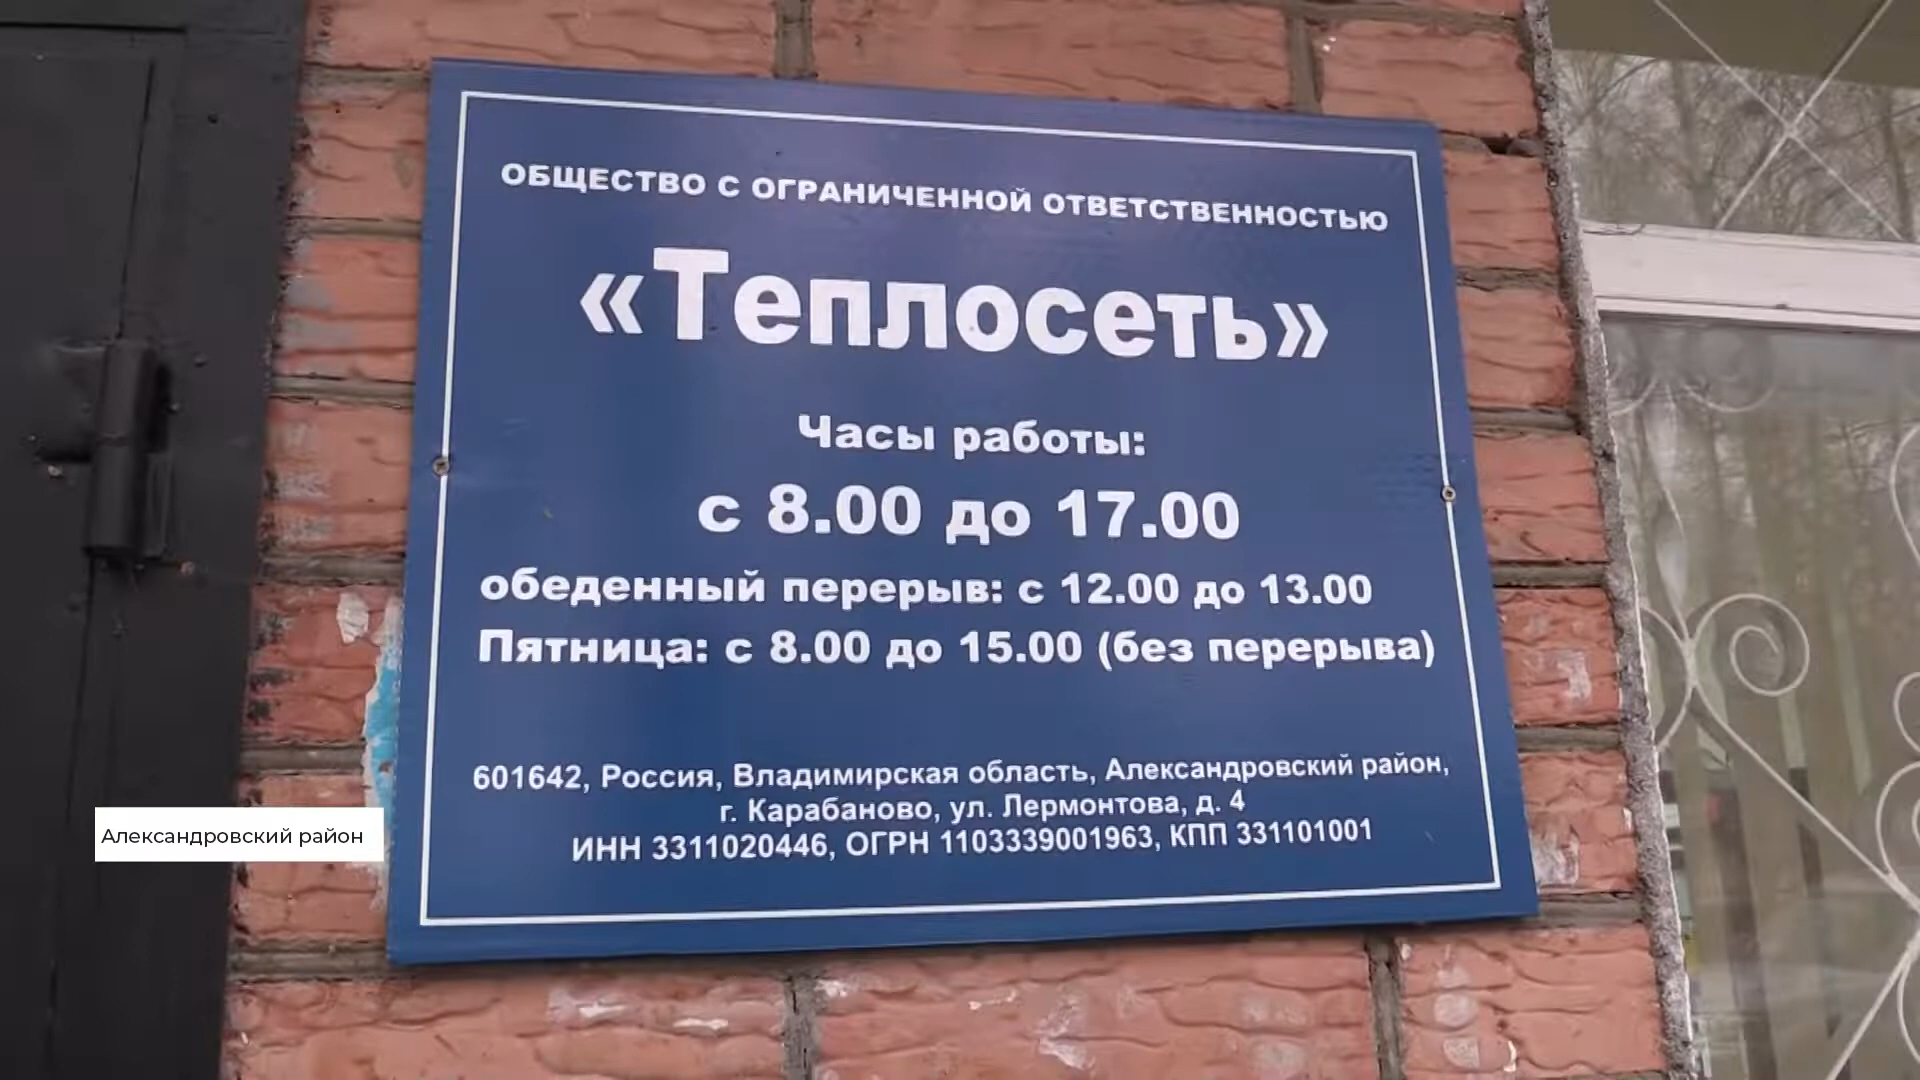 ОБЩЕСТВО С ОГРАНИЧЕННОЙ ОТВЕТСТВЕННОСТЬЮ
«Теплосеть»
Часы работы:
с 8.00 до 17.00
обеденный перерыв: с 12.00 до 13.00
Пятница: с 8.00 до 15.00 (без перерыва)
601642, Россия, Владимирская область, Александровский район,
г. Карабаново, ул. Лермонтова, д. 4
ИНН 3311020446, ОГРН 1103339001963, КПП 331101001
Александровский район